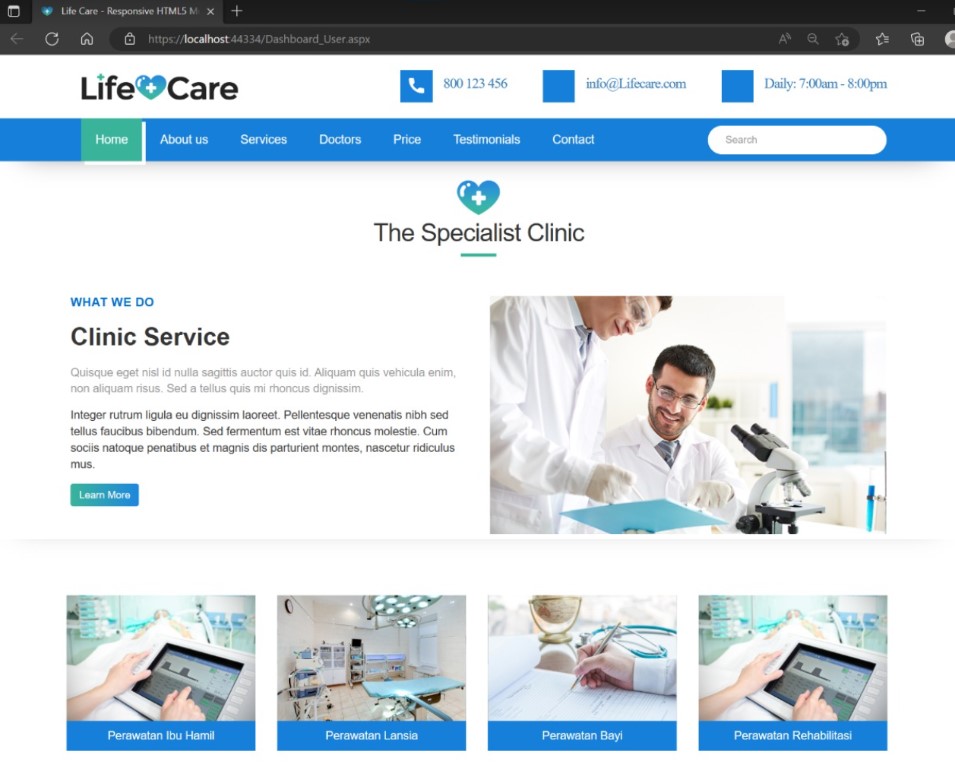 Life Care - Responsive HTML5 M
https://localhost:44334/Dashboard_User.aspx
Life Care
800 123 456
info@Lifecare.com
Daily: 7:00am - 8:00pm
Home About us Services Doctors Price Testimonials Contact Search
The Specialist Clinic
WHAT WE DO
Clinic Service
Quisque eget nisl id nulla sagittis auctor quis id. Aliquam quis vehicula enim,
non aliquam risus. Sed a tellus quis mi rhoncus dignissim.
Integer rutrum ligula eu dignissim laoreet. Pellentesque venenatis nibh sed
tellus faucibus bibendum. Sed fermentum est vitae rhoncus molestie. Cum
sociis natoque penatibus et magnis dis parturient montes, nascetur ridiculus
mus.
Learn More
Perawatan Ibu Hamil
Perawatan Lansia
Perawatan Bayi
Perawatan Rehabilitasi